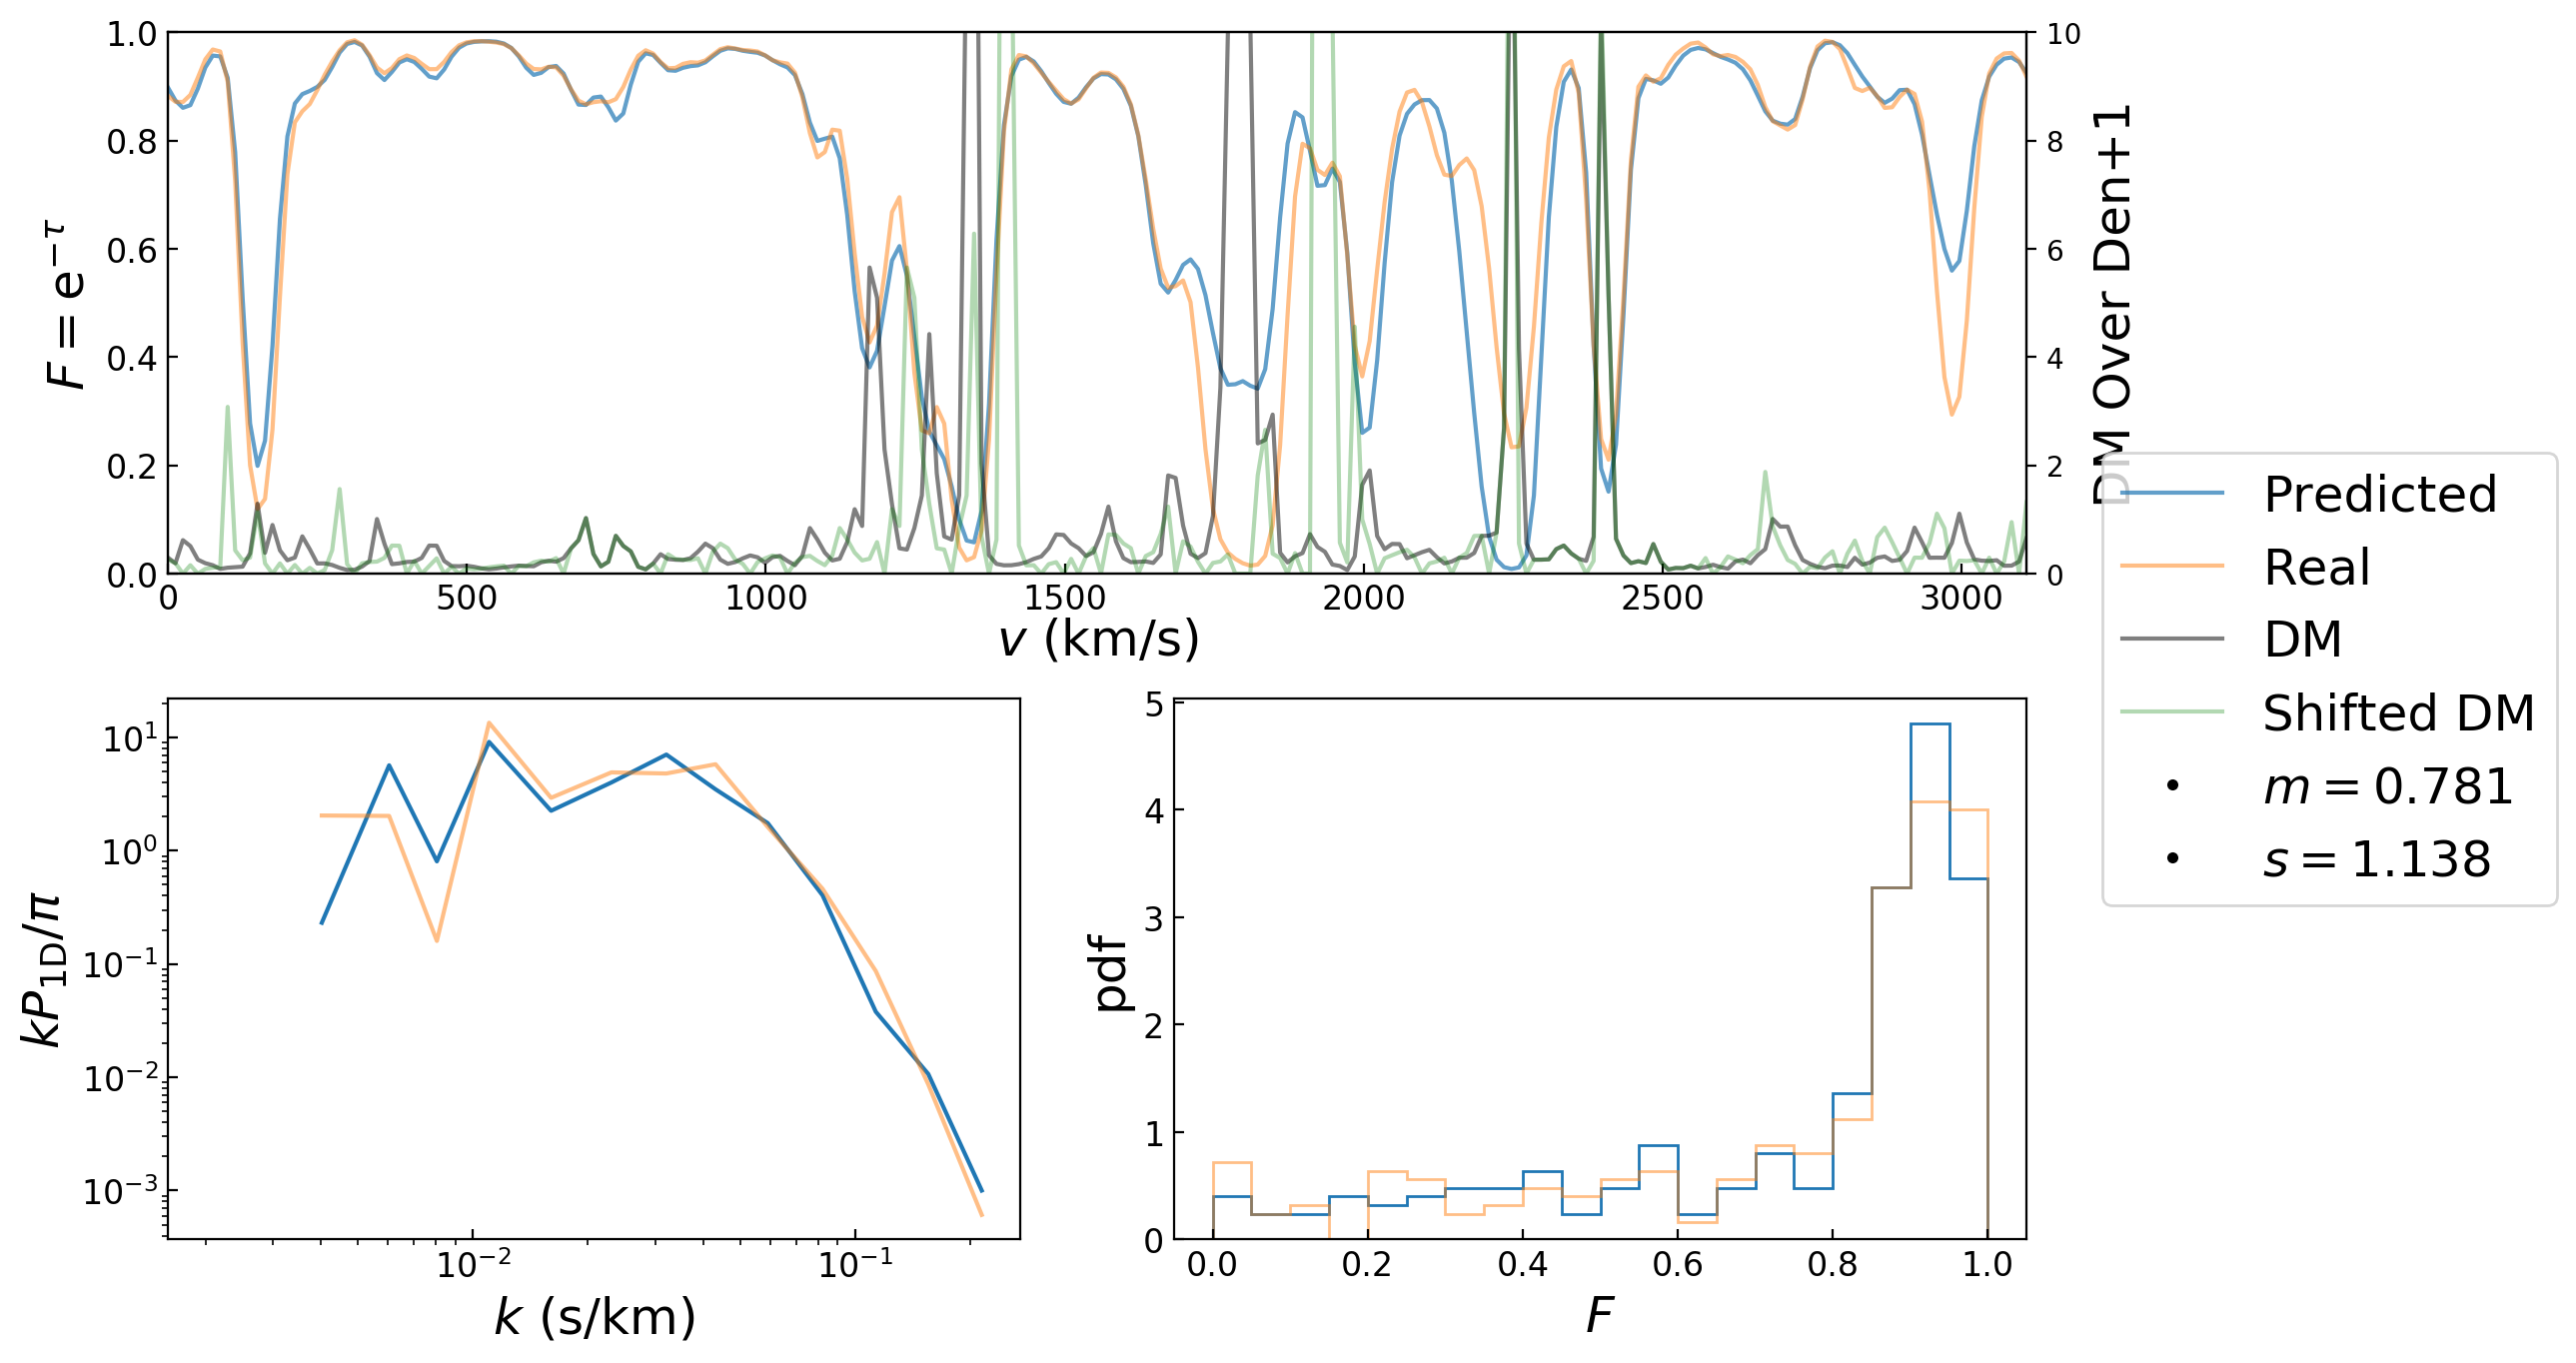 1.0
0.8
0.6
0.4
0.2
0.0
F = e^{−τ}
10
8
6
4
2
0
DM Over Den+1
0 500 1000 1500 2000 2500 3000
v (km/s)
Predicted
Real
DM
Shifted DM
m = 0.781
s = 1.138
10^1
10^0
10^{−1}
10^{−2}
10^{−3}
kP_{1D}/π
10^{−2} 10^{−1}
k (s/km)
5
4
3
2
1
0
pdf
0.0 0.2 0.4 0.6 0.8 1.0
F